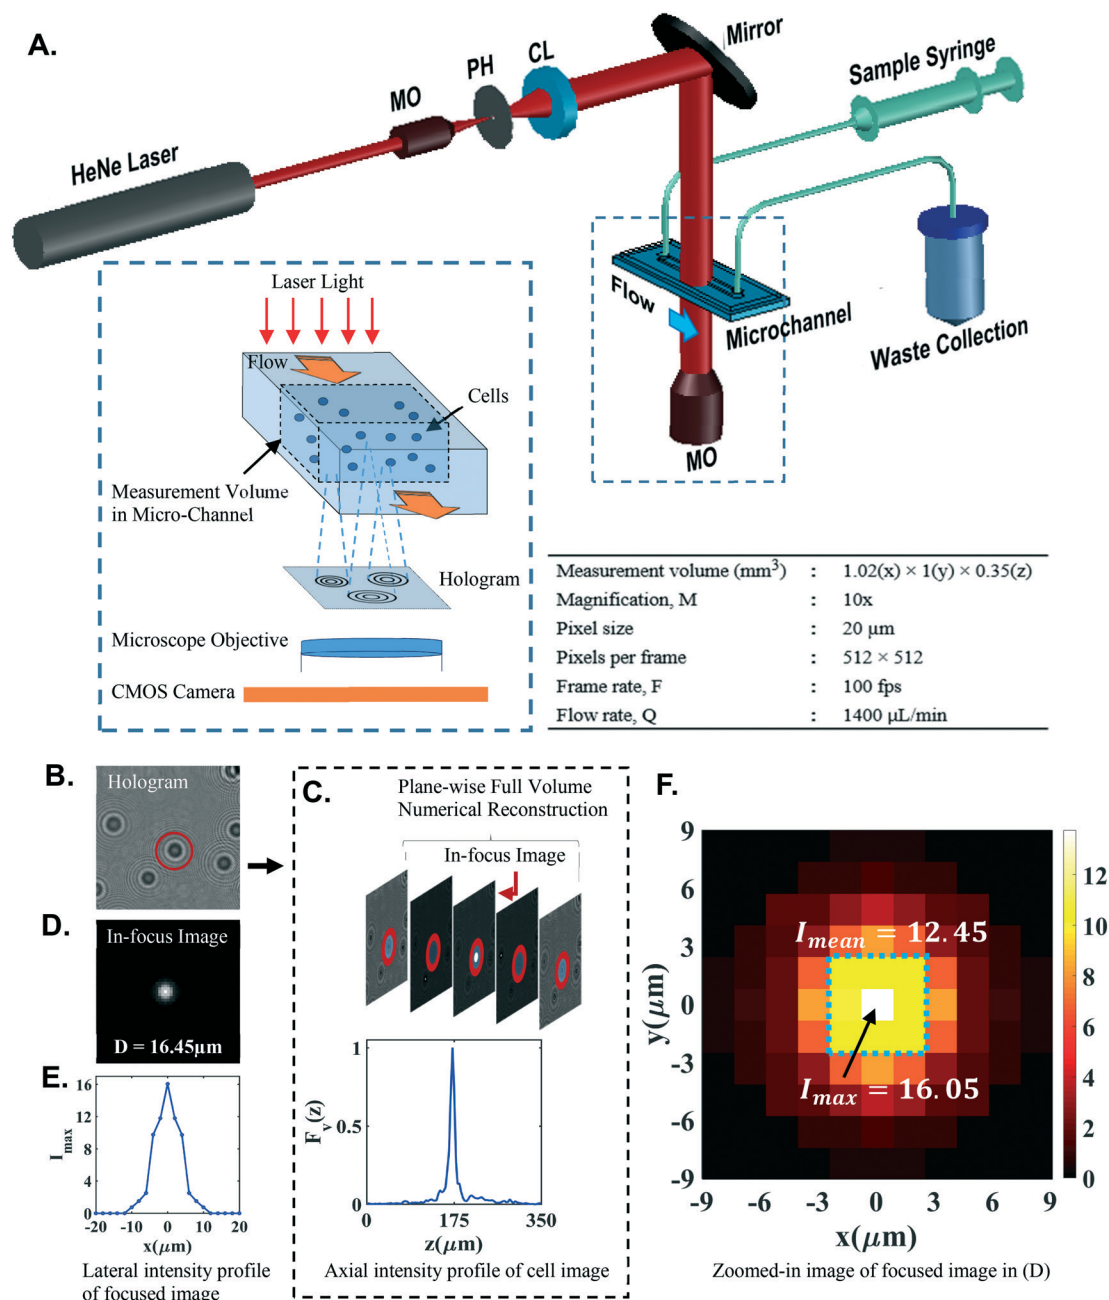 A.
HeNe Laser
MO
PH
CL
Mirror
Sample Syringe
Flow
Microchannel
MO
Waste Collection
Laser Light
Flow
Cells
Measurement Volume
in Micro-Channel
Hologram
Microscope Objective
CMOS Camera
Measurement volume (mm³) : 1.02(x) × 1(y) × 0.35(z)
Magnification, M : 10x
Pixel size : 20 µm
Pixels per frame : 512 × 512
Frame rate, F : 100 fps
Flow rate, Q : 1400 µL/min
B.
Hologram
C.
Plane-wise Full Volume
Numerical Reconstruction
In-focus Image
D.
In-focus Image
D = 16.45µm
E.
16
12
8
4
0
I_max
-20 -10 0 10 20
x(µm)
Lateral intensity profile
of focused image
1
0.5
0
F_v(z)
0 175 350
z(µm)
Axial intensity profile of cell image
F.
9
6
3
0
-3
-6
-9
y(µm)
I_mean = 12.45
I_max = 16.05
-9 -3 0 3 9
x(µm)
12
10
8
6
4
2
0
Zoomed-in image of focused image in (D)